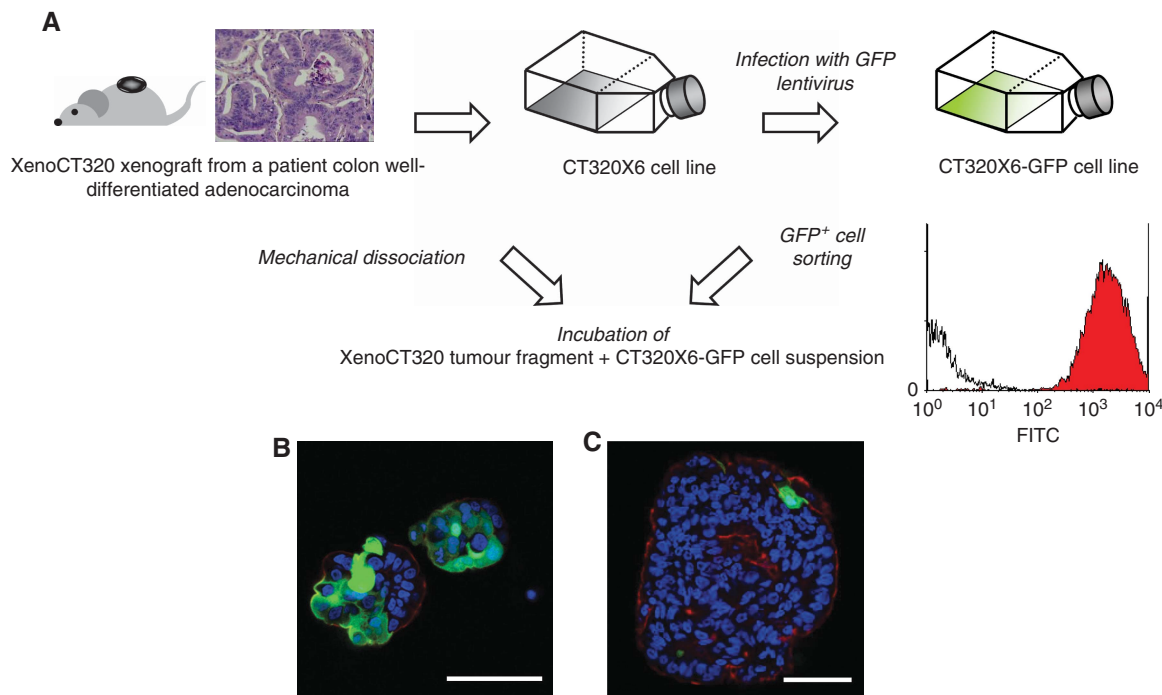 A
Infection with GFP
lentivirus
XenoCT320 xenograft from a patient colon well-
differentiated adenocarcinoma
CT320X6 cell line
CT320X6-GFP cell line
Mechanical dissociation
GFP+ cell
sorting
Incubation of
XenoCT320 tumour fragment + CT320X6-GFP cell suspension
0
10^0 10^1 10^2 10^3 10^4
FITC
B
C